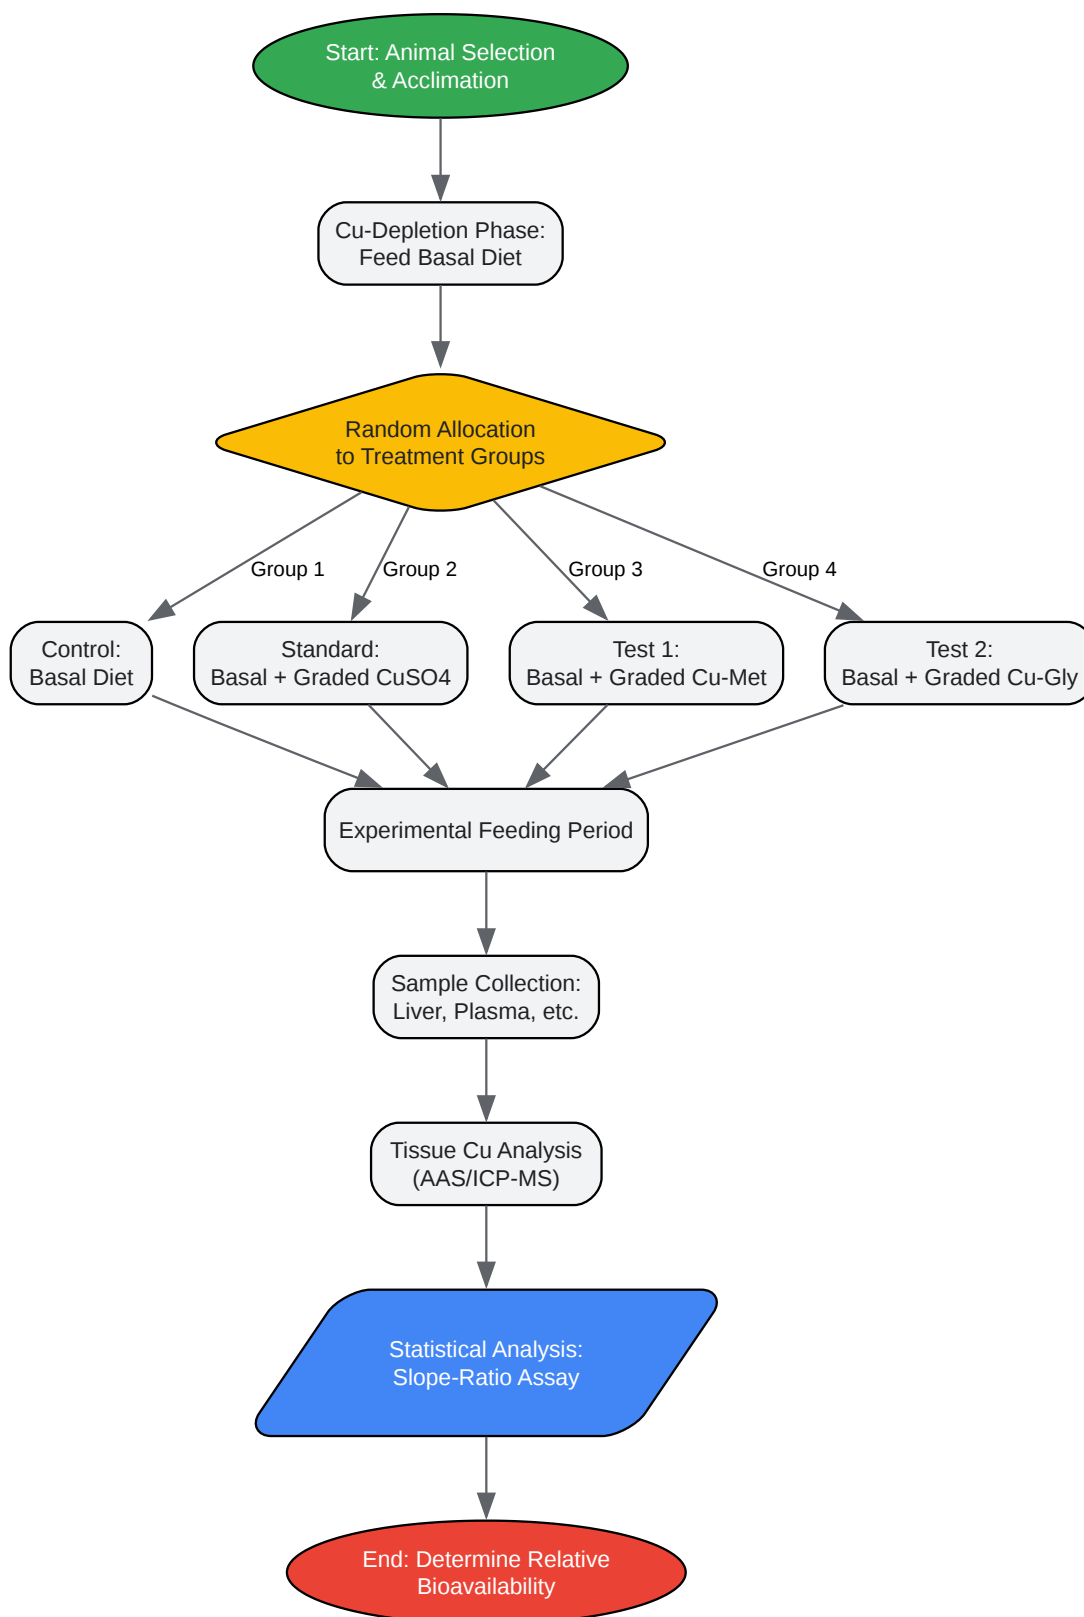 Start: Animal Selection
& Acclimation
Cu-Depletion Phase:
Feed Basal Diet
Random Allocation
to Treatment Groups
Group 1
Group 2
Group 3
Group 4
Control:
Basal Diet
Standard:
Basal + Graded CuSO4
Test 1:
Basal + Graded Cu-Met
Test 2:
Basal + Graded Cu-Gly
Experimental Feeding Period
Sample Collection:
Liver, Plasma, etc.
Tissue Cu Analysis
(AAS/ICP-MS)
Statistical Analysis:
Slope-Ratio Assay
End: Determine Relative
Bioavailability